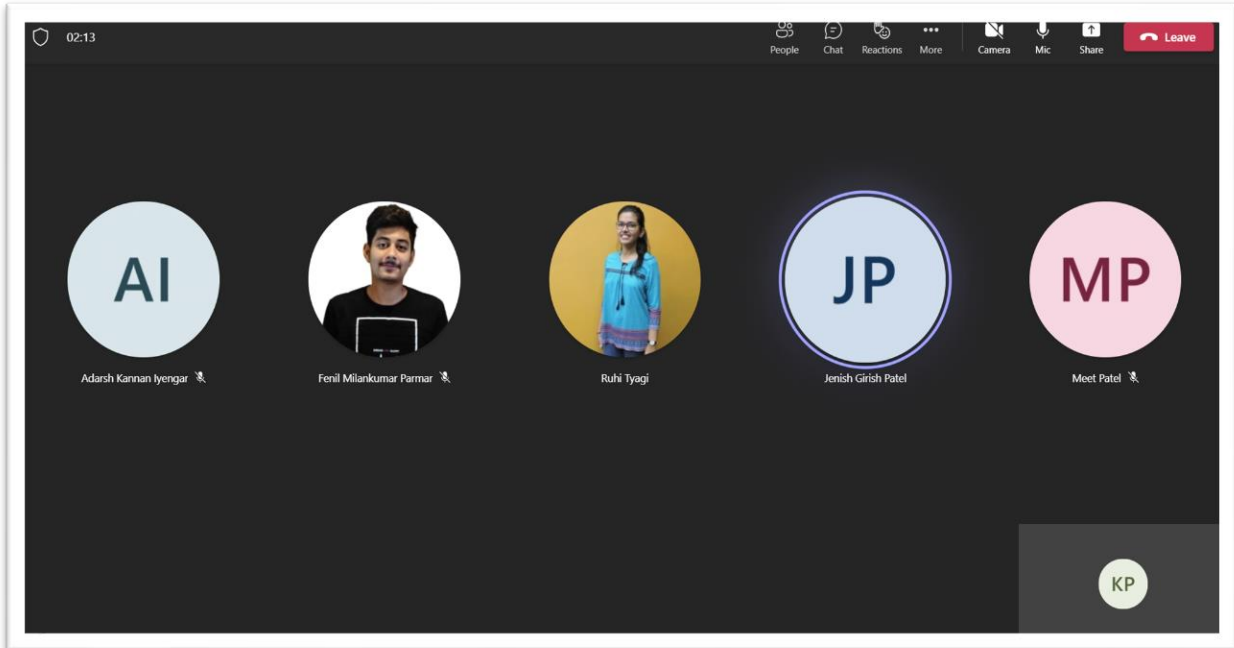 02:13
People Chat Reactions More Camera Mic Share Leave
AI
JP
MP
Adarsh Kannan Iyengar
Fenil Milankumar Parmar
Ruhi Tyagi
Jenish Girish Patel
Meet Patel
KP